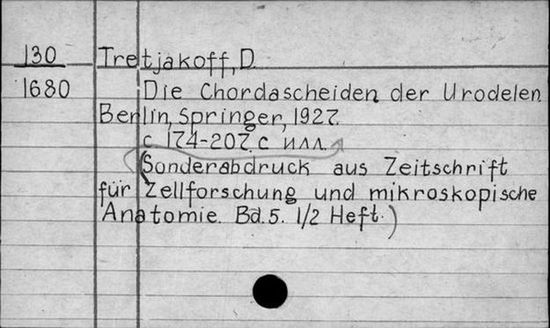 130 Tretjakoff, D.
1680 Die Chordascheiden der Urodelen
Berlin, Springer, 1927.
с. 174-207. с илл.
(Sonderabdruck aus Zeitschrift
für Zellforschung und mikroskopische
Anatomie. Bd. 5. 1/2 Heft.)